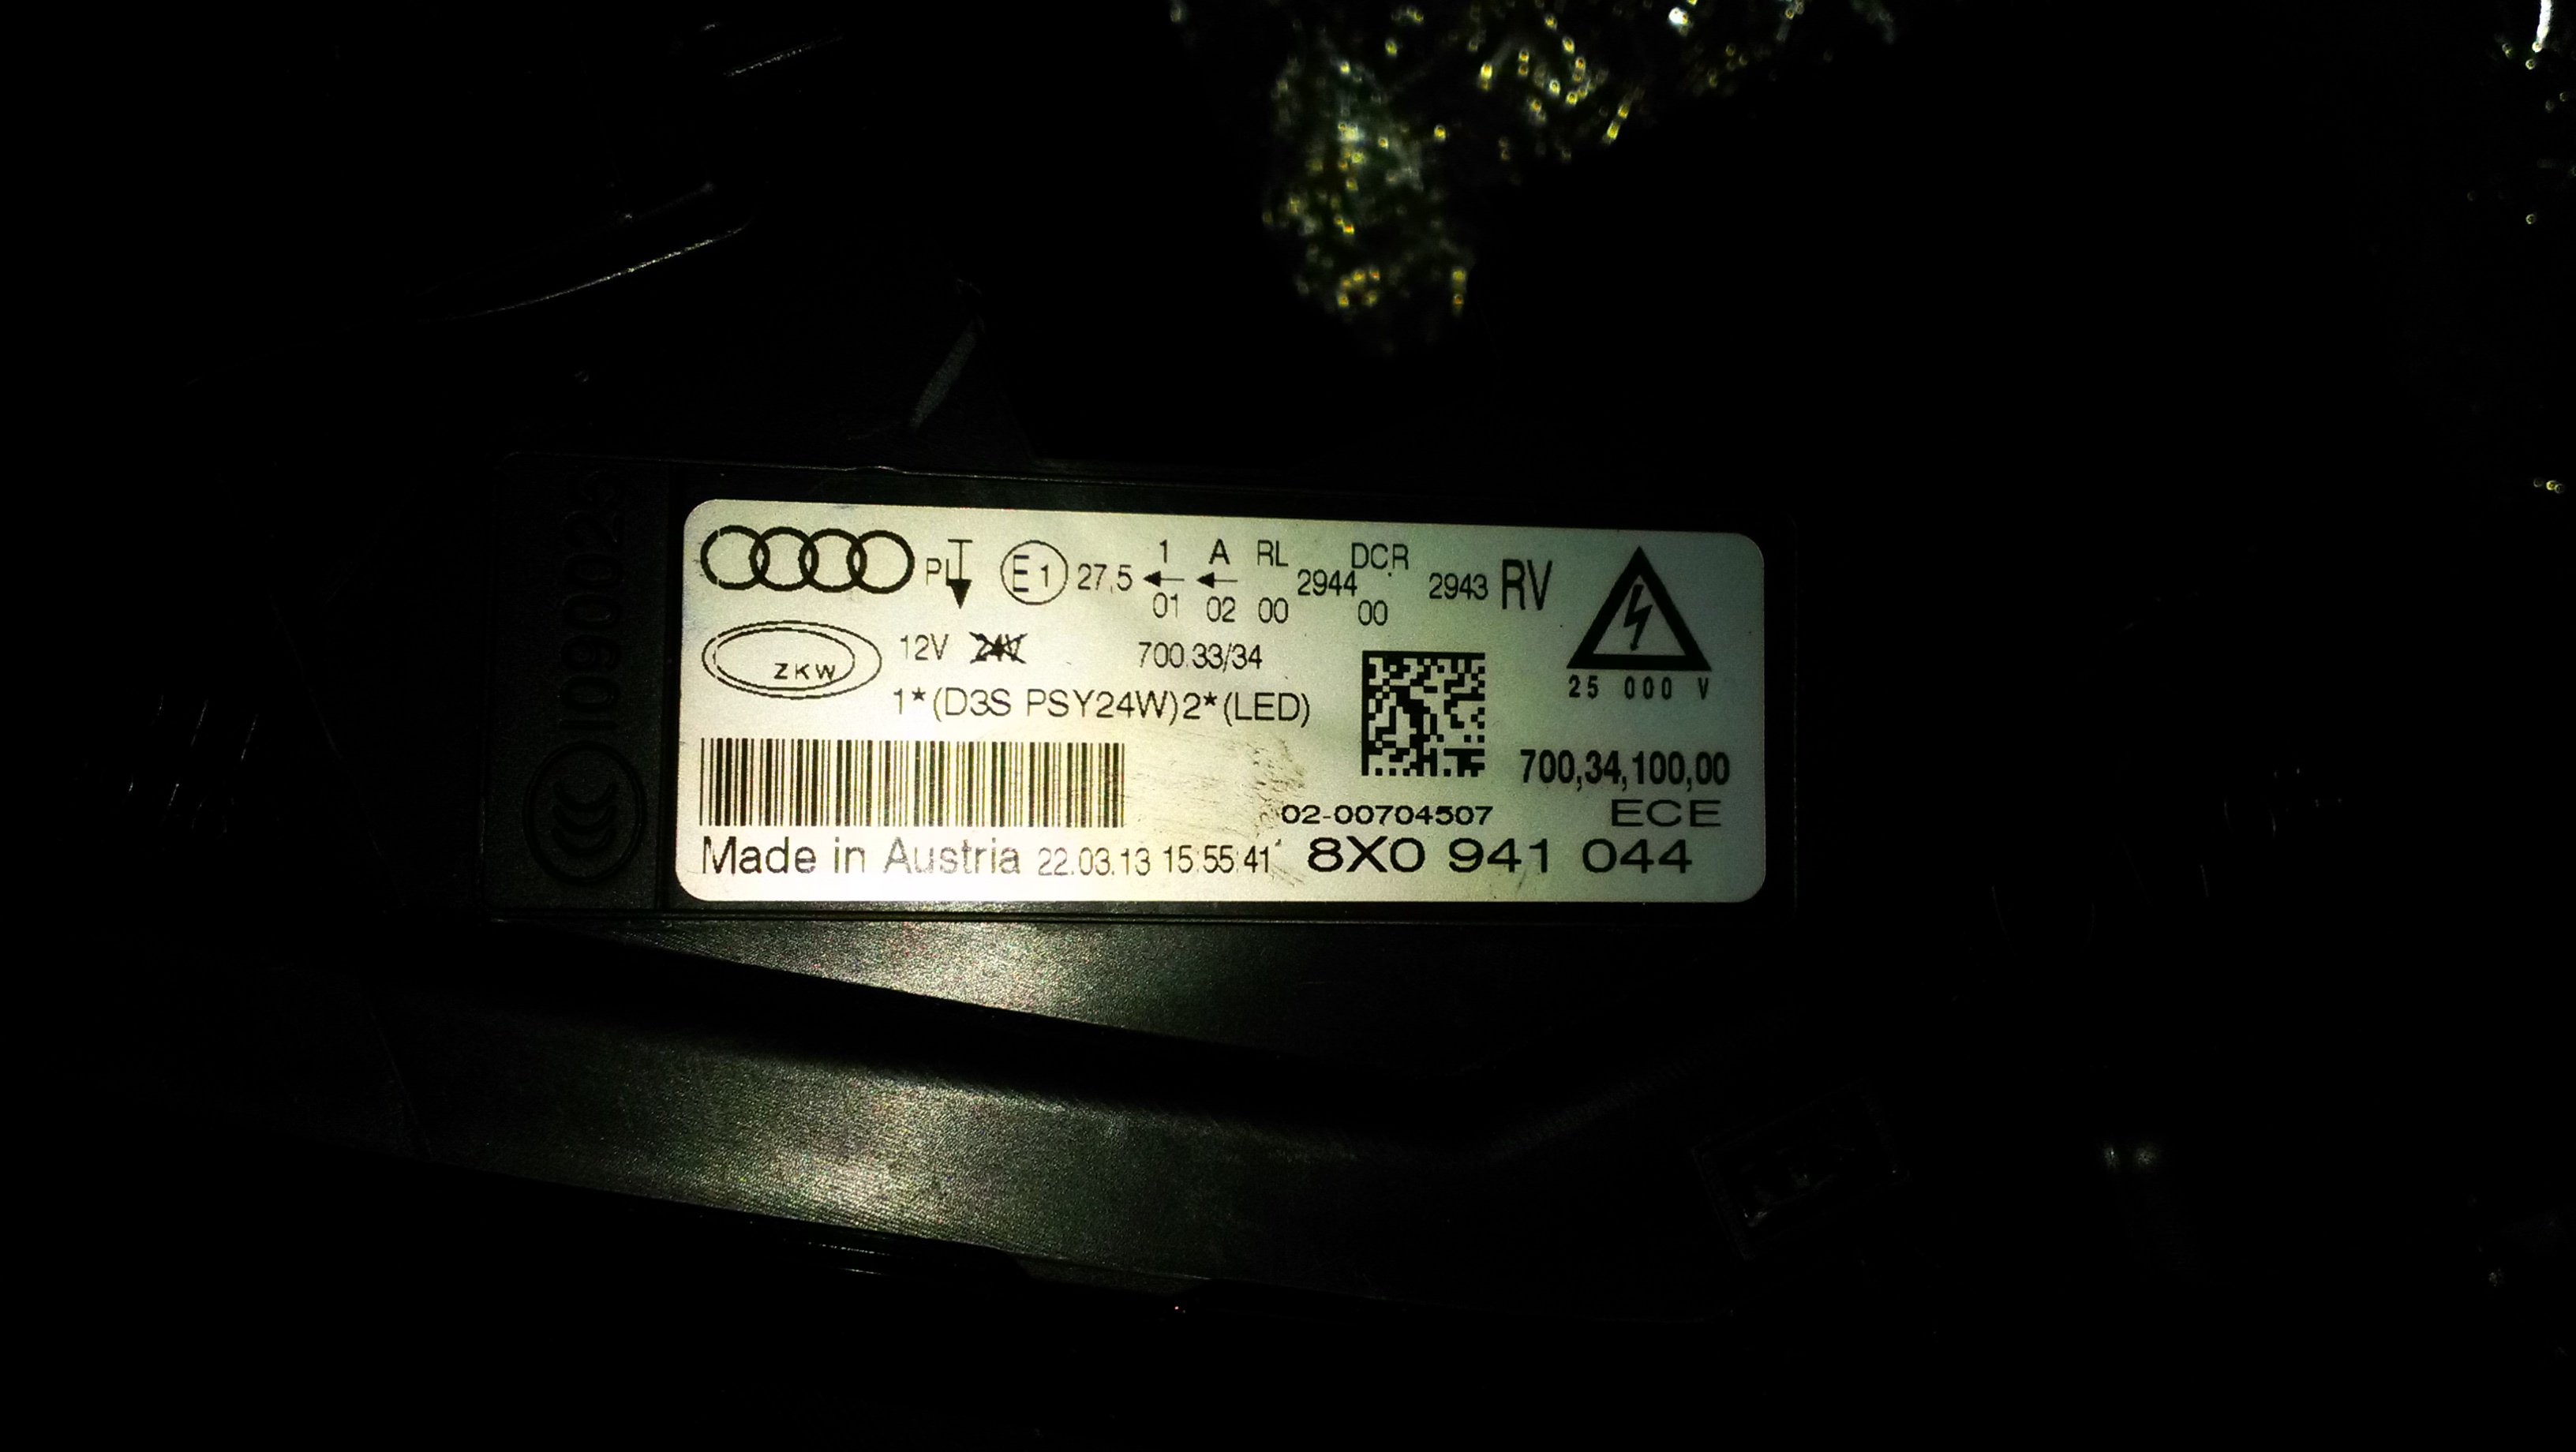 PL E1 27,5 1 01 A 02 RL 00 2944 DCR 00 2943 RV
ZKW 12V 24V 700.33/34
25 000 V
1*(D3S PSY24W)2*(LED)
700,34,100,00
02-00704507 ECE
Made in Austria 22.03.13 15:55:41 8X0 941 044